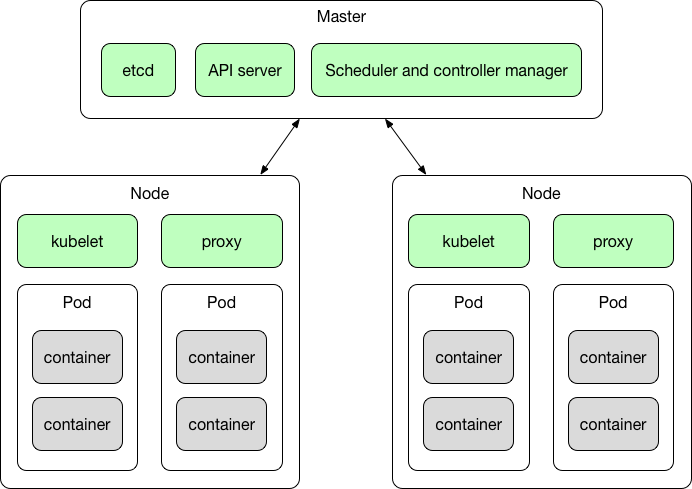 Master
etcd
API server
Scheduler and controller manager
Node
kubelet
proxy
Pod
container
container
Pod
container
container
Node
kubelet
proxy
Pod
container
container
Pod
container
container